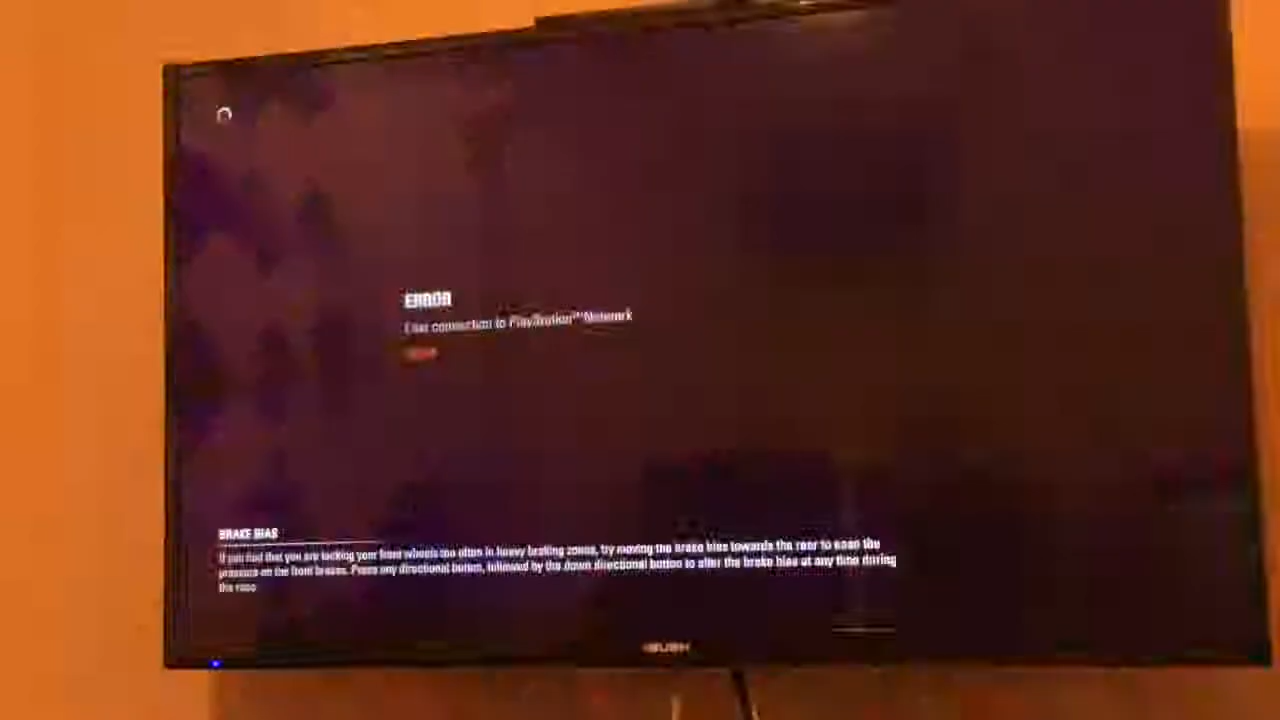 ERROR
Lost connection to PlayStation™Network
BRAKE BIAS
If you find that you are locking your front wheels too often in heavy braking zones, try moving the brake bias towards the rear to ease the
pressure on the front brakes. Press any directional button, followed by the down directional button to alter the brake bias at any time during
the race
BUSH